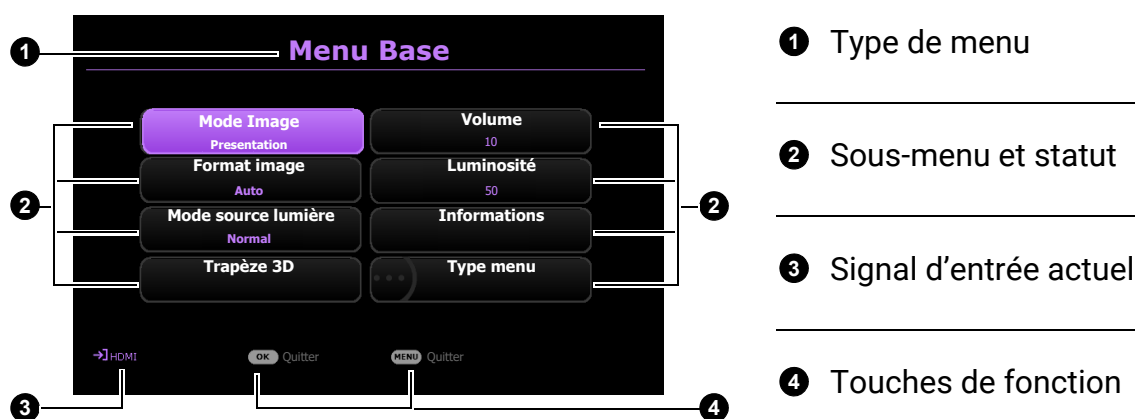 1 Menu Base
Mode Image Volume
Presentation 10
Format image Luminosité
Auto 50
2 Mode source lumière Informations 2
Normal
Trapèze 3D Type menu
HDMI OK Quitter MENU Quitter
3 4
1 Type de menu
2 Sous-menu et statut
3 Signal d’entrée actuel
4 Touches de fonction